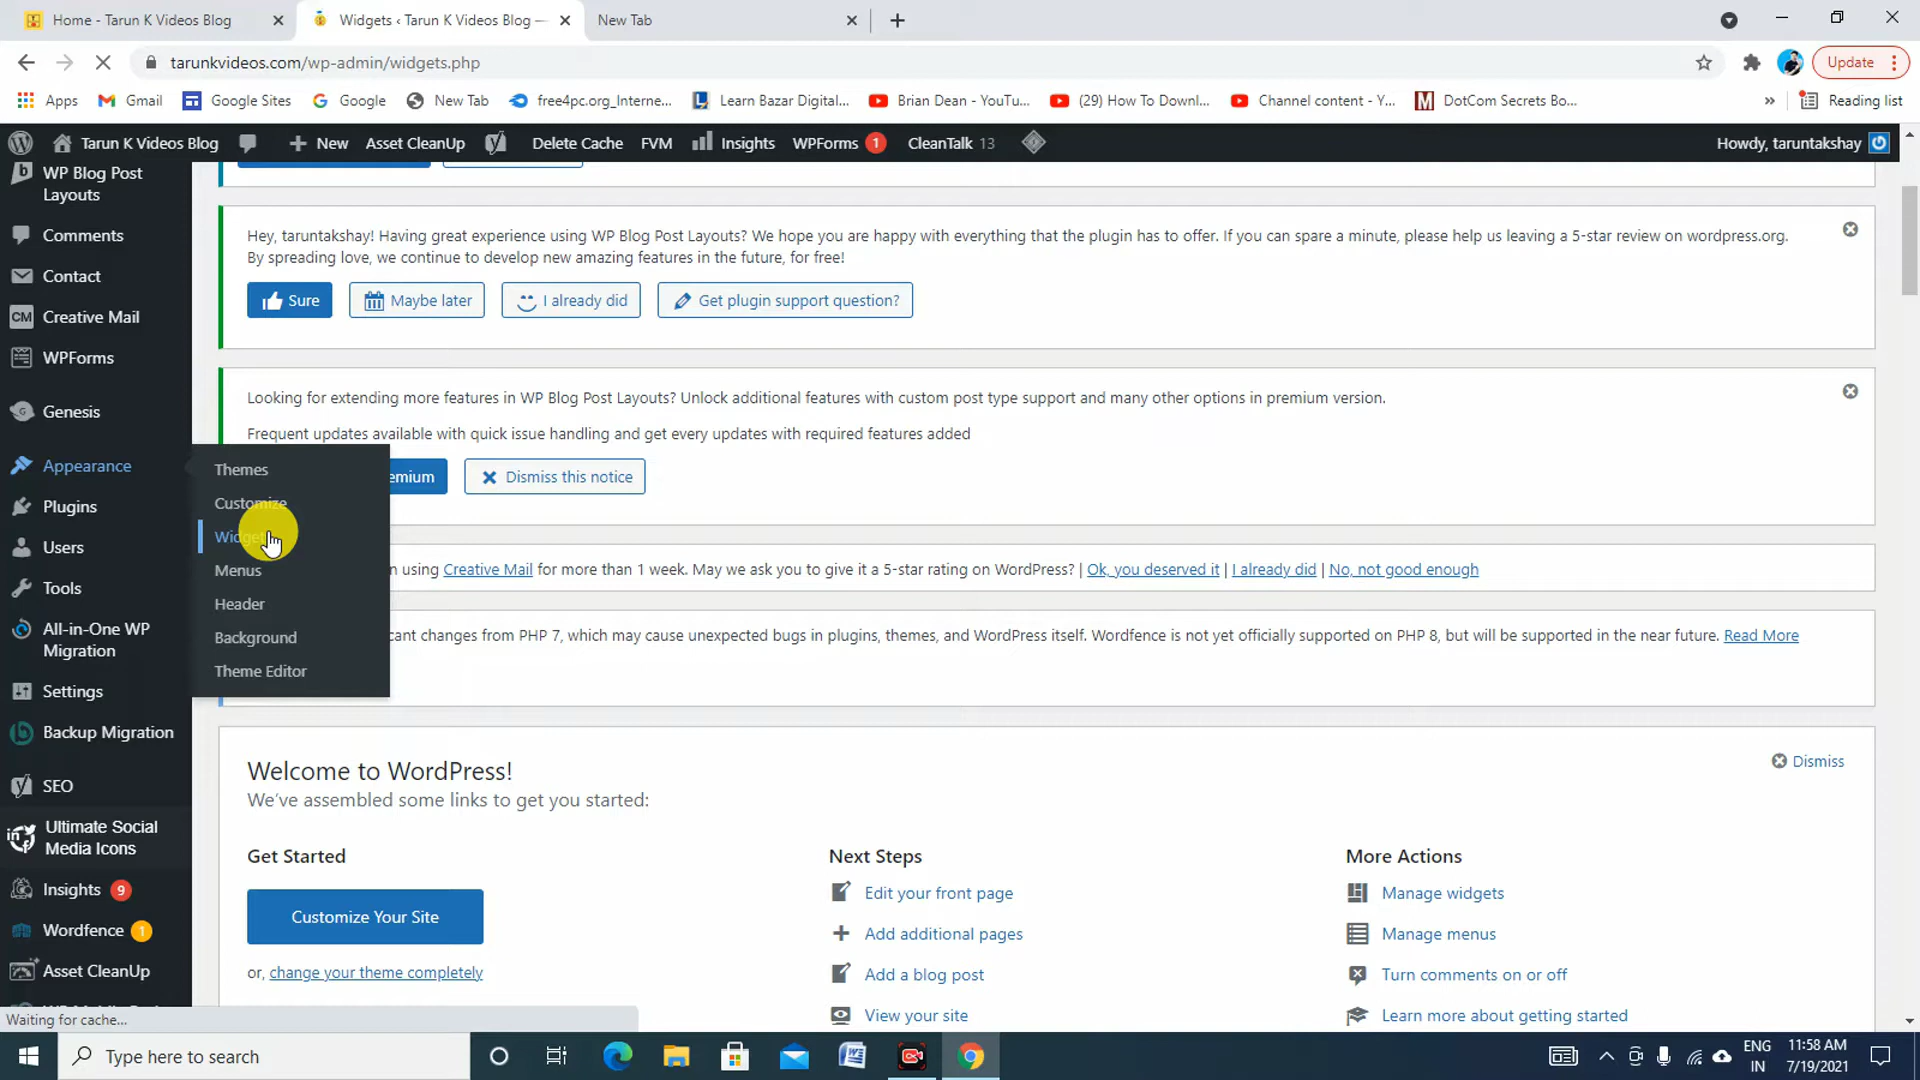 Home - Tarun K Videos Blog
Widgets ‹ Tarun K Videos Blog —
New Tab
tarunkvideos.com/wp-admin/widgets.php
Update
Apps
Gmail
Google Sites
Google
New Tab
free4pc.org_Interne...
Learn Bazar Digital...
Brian Dean - YouTu...
(29) How To Downl...
Channel content - Y...
DotCom Secrets Bo...
»
Reading list
Tarun K Videos Blog
New
Asset CleanUp
Delete Cache
FVM
Insights
WPForms 1
CleanTalk 13
Howdy, taruntakshay
WP Blog Post
Layouts
Comments
Contact
CM Creative Mail
WPForms
Genesis
Appearance
Plugins
Users
Tools
All-in-One WP
Migration
Settings
Backup Migration
SEO
Ultimate Social
Media Icons
Insights 9
Wordfence 1
Asset CleanUp
Themes
Customize
Menus
Header
Background
Theme Editor
Hey, taruntakshay! Having great experience using WP Blog Post Layouts? We hope you are happy with everything that the plugin has to offer. If you can spare a minute, please help us leaving a 5-star review on wordpress.org.
By spreading love, we continue to develop new amazing features in the future, for free!
Sure
Maybe later
I already did
Get plugin support question?
Looking for extending more features in WP Blog Post Layouts? Unlock additional features with custom post type support and many other options in premium version.
Frequent updates available with quick issue handling and get every updates with required features added
emium
Dismiss this notice
n using Creative Mail for more than 1 week. May we ask you to give it a 5-star rating on WordPress? | Ok, you deserved it | I already did | No, not good enough
cant changes from PHP 7, which may cause unexpected bugs in plugins, themes, and WordPress itself. Wordfence is not yet officially supported on PHP 8, but will be supported in the near future. Read More
Welcome to WordPress!
We've assembled some links to get you started:
Dismiss
Get Started
Customize Your Site
or, change your theme completely
Next Steps
Edit your front page
Add additional pages
Add a blog post
View your site
More Actions
Manage widgets
Manage menus
Turn comments on or off
Learn more about getting started
Waiting for cache...
Type here to search
ENG
IN
11:58 AM
7/19/2021